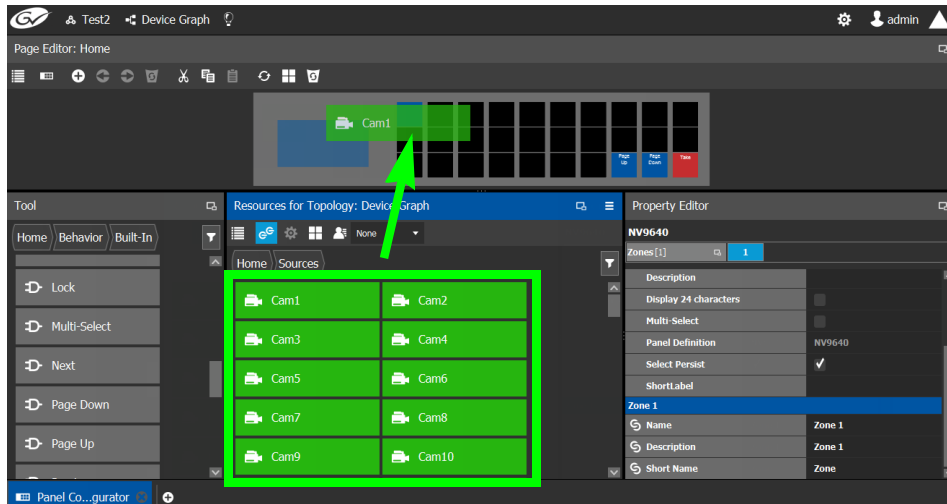 GV Test2 Device Graph admin
Page Editor: Home
Cam1
Page Up Page Down Take
Tool
Home Behavior Built-In
Lock
Multi-Select
Next
Page Down
Page Up
Resources for Topology: Device Graph
None
Home Sources
Cam1 Cam2
Cam3 Cam4
Cam5 Cam6
Cam7 Cam8
Cam9 Cam10
Property Editor
NV9640
Zones[1] 1
Description
Display 24 characters
Multi-Select
Panel Definition NV9640
Select Persist
ShortLabel
Zone 1
Name Zone 1
Description Zone 1
Short Name Zone
Panel Co...gurator